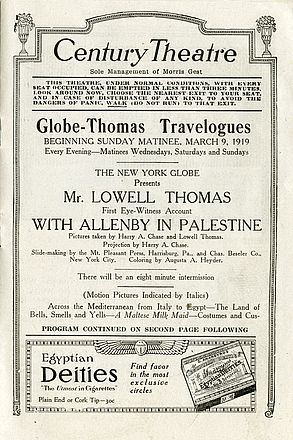 Century Theatre
Sole Management of Morris Gest
THIS THEATRE, UNDER NORMAL CONDITIONS, WITH EVERY
SEAT OCCUPIED, CAN BE EMPTIED IN LESS THAN THREE MINUTES.
LOOK AROUND NOW, CHOOSE THE NEAREST EXIT TO YOUR SEAT,
AND IN CASE OF DISTURBANCE OF ANY KIND, TO AVOID THE
DANGERS OF PANIC, WALK (DO NOT RUN) TO THAT EXIT.
Globe-Thomas Travelogues
BEGINNING SUNDAY MATINEE, MARCH 9, 1919
Every Evening—Matinees Wednesdays, Saturdays and Sundays
THE NEW YORK GLOBE
Presents
Mr. LOWELL THOMAS
First Eye-Witness Account
WITH ALLENBY IN PALESTINE
Pictures taken by Harry A. Chase and Lowell Thomas.
Projection by Harry A. Chase.
Slide-making by the Mt. Pleasant Press, Harrisburg, Pa., and Chas. Beseler Co.,
New York City. Coloring by Augusta A. Heyder.
There will be an eight minute intermission
(Motion Pictures Indicated by Italics)
Across the Mediterranean from Italy to Egypt—The Land of
Bells, Smells and Yells—A Maltese Milk Maid—Costumes and Cus-
PROGRAM CONTINUED ON SECOND PAGE FOLLOWING
Egyptian
Deities
"The Utmost in Cigarettes"
Plain End or Cork Tip—30c
Find favor
in the most
exclusive
circles